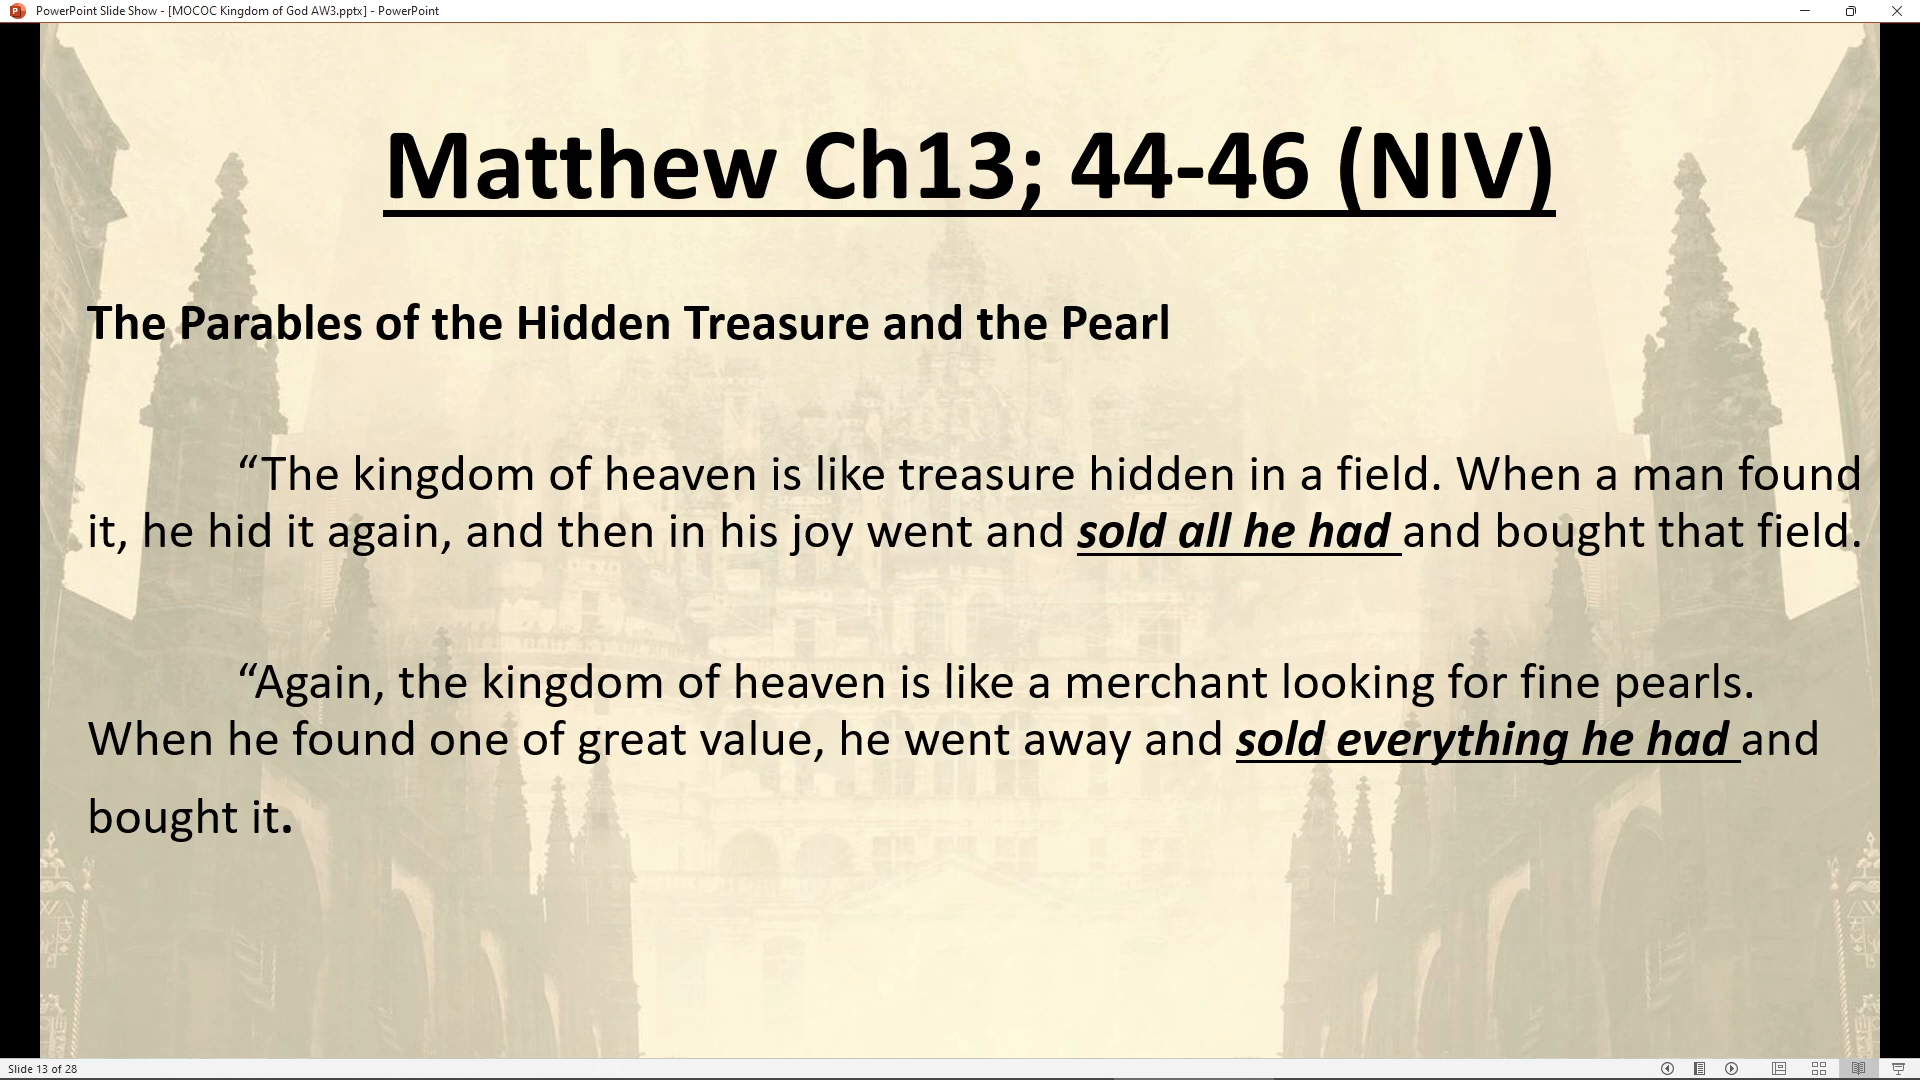 PowerPoint Slide Show - [MOCOC Kingdom of God AW3.pptx] - PowerPoint
Matthew Ch13; 44-46 (NIV)
The Parables of the Hidden Treasure and the Pearl
“The kingdom of heaven is like treasure hidden in a field. When a man found
it, he hid it again, and then in his joy went and sold all he had and bought that field.
“Again, the kingdom of heaven is like a merchant looking for fine pearls.
When he found one of great value, he went away and sold everything he had and
bought it.
Slide 13 of 28